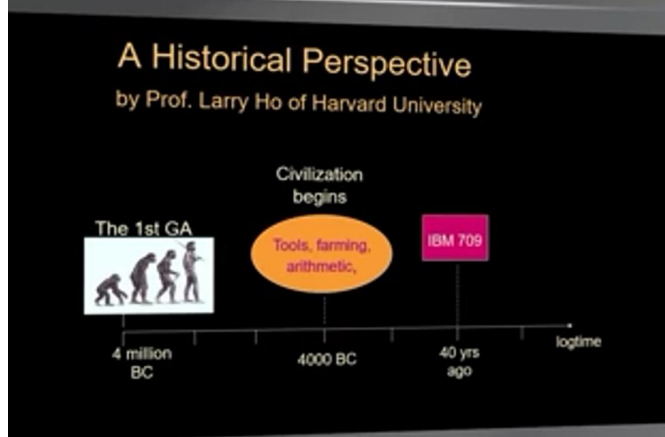 A Historical Perspective
by Prof. Larry Ho of Harvard University
Civilization
begins
The 1st GA
Tools, farming,
arithmetic,
IBM 709
4 million
BC
4000 BC
40 yrs
ago
logtime